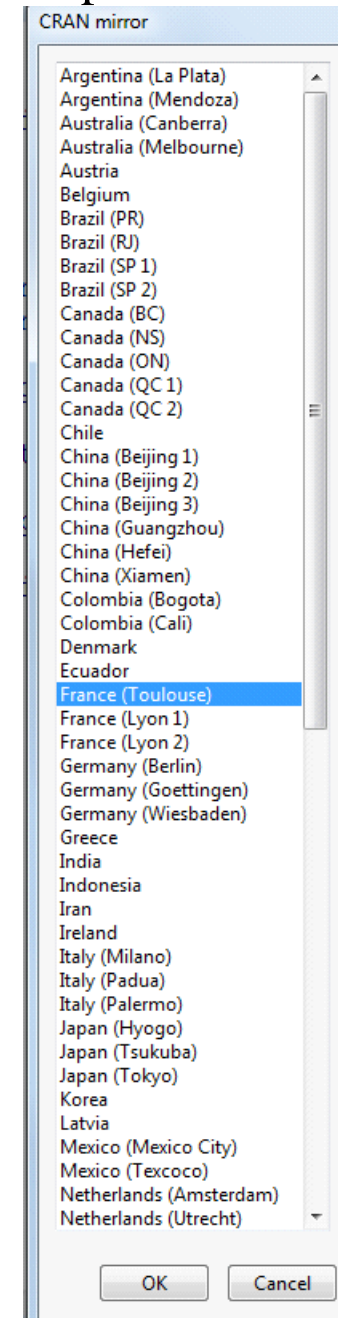 CRAN mirror
Argentina (La Plata)
Argentina (Mendoza)
Australia (Canberra)
Australia (Melbourne)
Austria
Belgium
Brazil (PR)
Brazil (RJ)
Brazil (SP 1)
Brazil (SP 2)
Canada (BC)
Canada (NS)
Canada (ON)
Canada (QC 1)
Canada (QC 2)
Chile
China (Beijing 1)
China (Beijing 2)
China (Beijing 3)
China (Guangzhou)
China (Hefei)
China (Xiamen)
Colombia (Bogota)
Colombia (Cali)
Denmark
Ecuador
France (Toulouse)
France (Lyon 1)
France (Lyon 2)
Germany (Berlin)
Germany (Goettingen)
Germany (Wiesbaden)
Greece
India
Indonesia
Iran
Ireland
Italy (Milano)
Italy (Padua)
Italy (Palermo)
Japan (Hyogo)
Japan (Tsukuba)
Japan (Tokyo)
Korea
Latvia
Mexico (Mexico City)
Mexico (Texcoco)
Netherlands (Amsterdam)
Netherlands (Utrecht)
OK Cancel